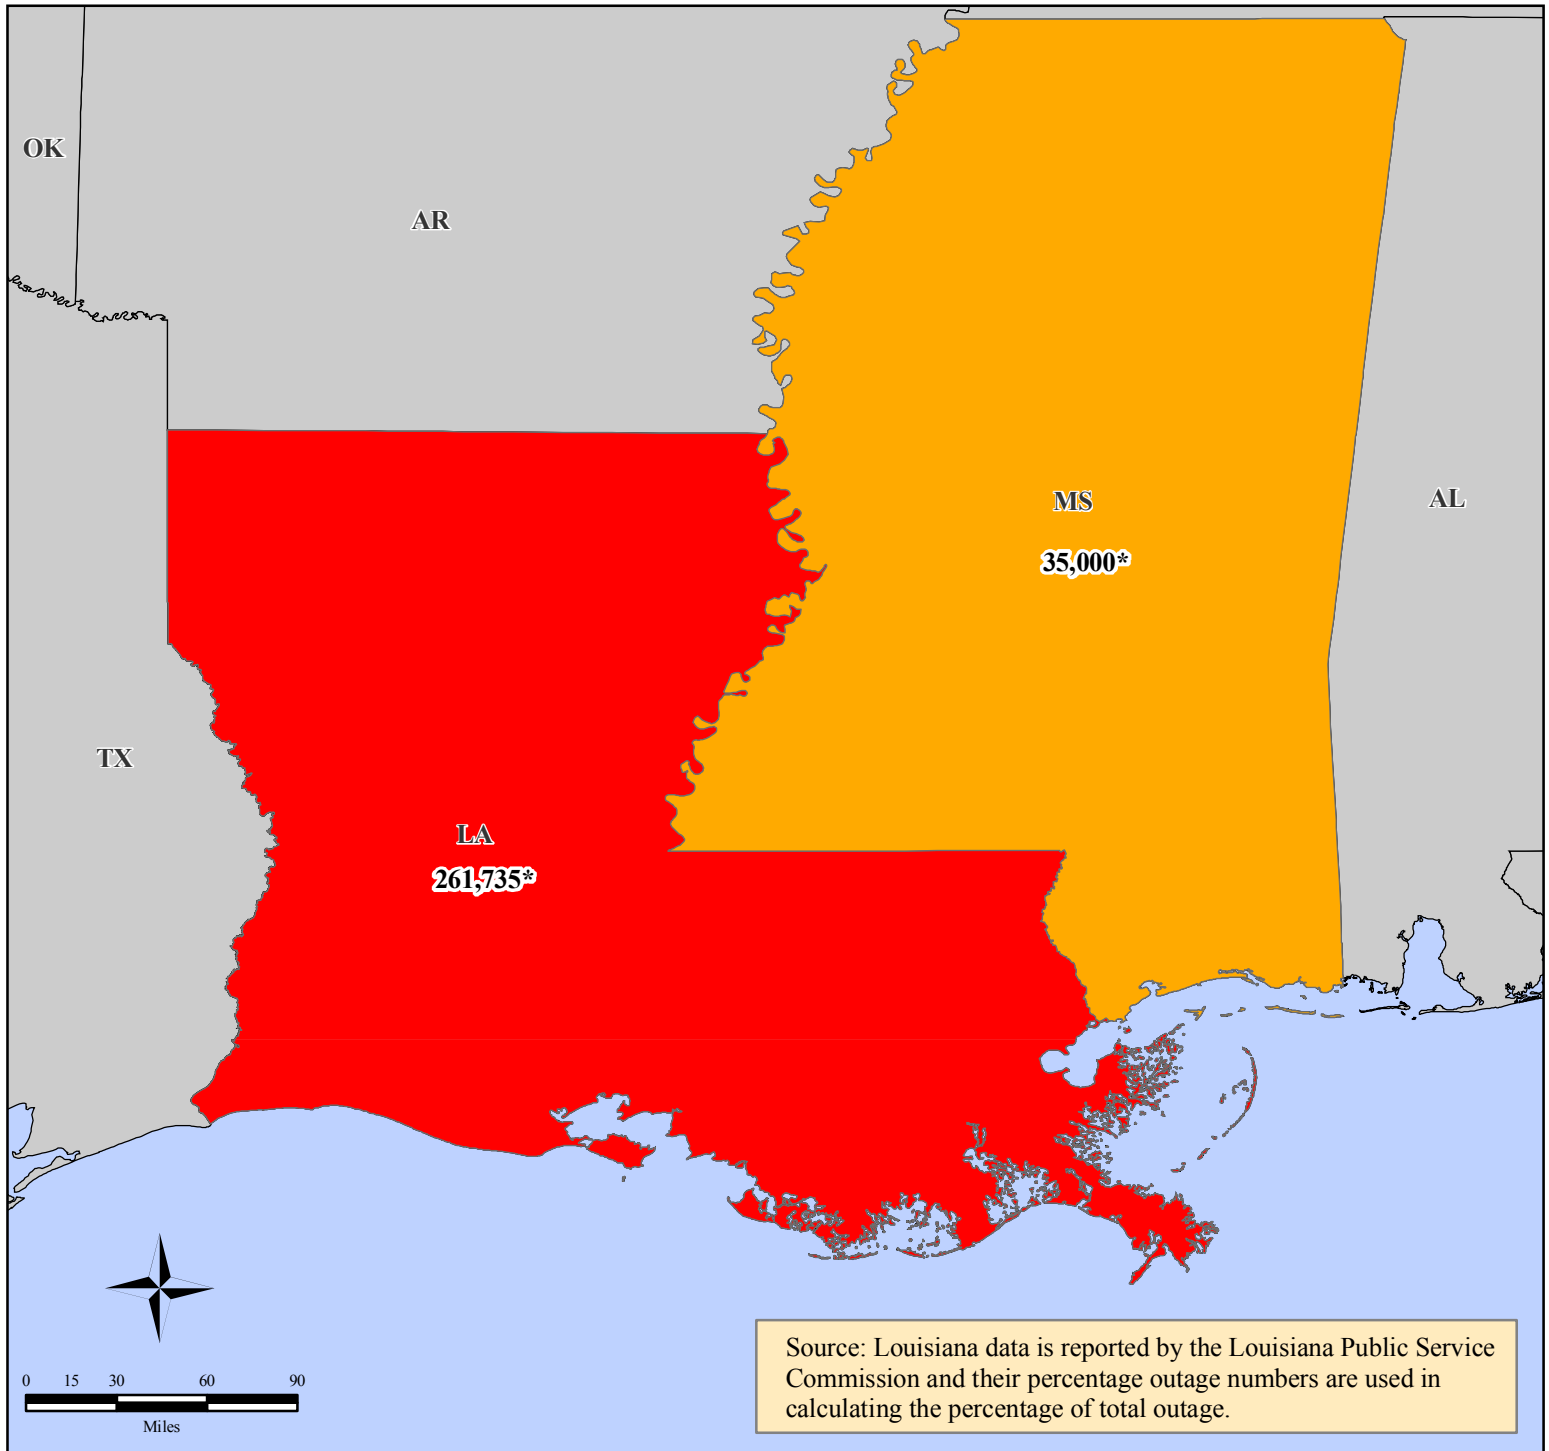 OK
AR
MS
AL
35,000*
TX
LA
261,735*
0 15 30 60 90
Miles
Source: Louisiana data is reported by the Louisiana Public Service
Commission and their percentage outage numbers are used in
calculating the percentage of total outage.